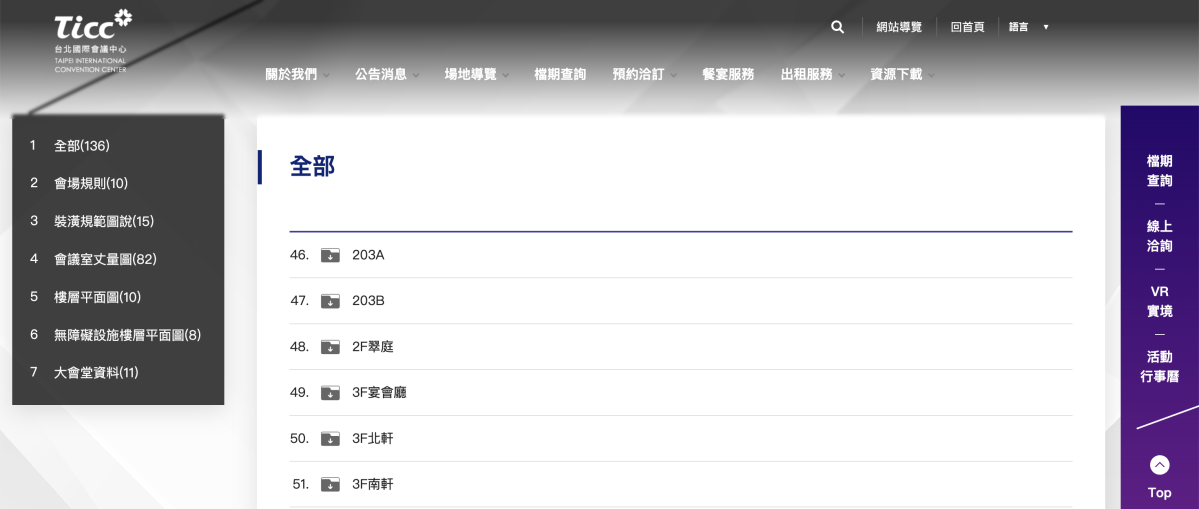 Ticc
台北國際會議中心
TAIPEI INTERNATIONAL
CONVENTION CENTER
網站導覽
回首頁
語言
關於我們
公告消息
場地導覽
檔期查詢
預約洽訂
餐宴服務
出租服務
資源下載
1 全部(136)
2 會場規則(10)
3 裝潢規範圖說(15)
4 會議室丈量圖(82)
5 樓層平面圖(10)
6 無障礙設施樓層平面圖(8)
7 大會堂資料(11)
全部
46. 203A
47. 203B
48. 2F翠庭
49. 3F宴會廳
50. 3F北軒
51. 3F南軒
檔期
查詢
線上
洽詢
VR
實境
活動
行事曆
Top